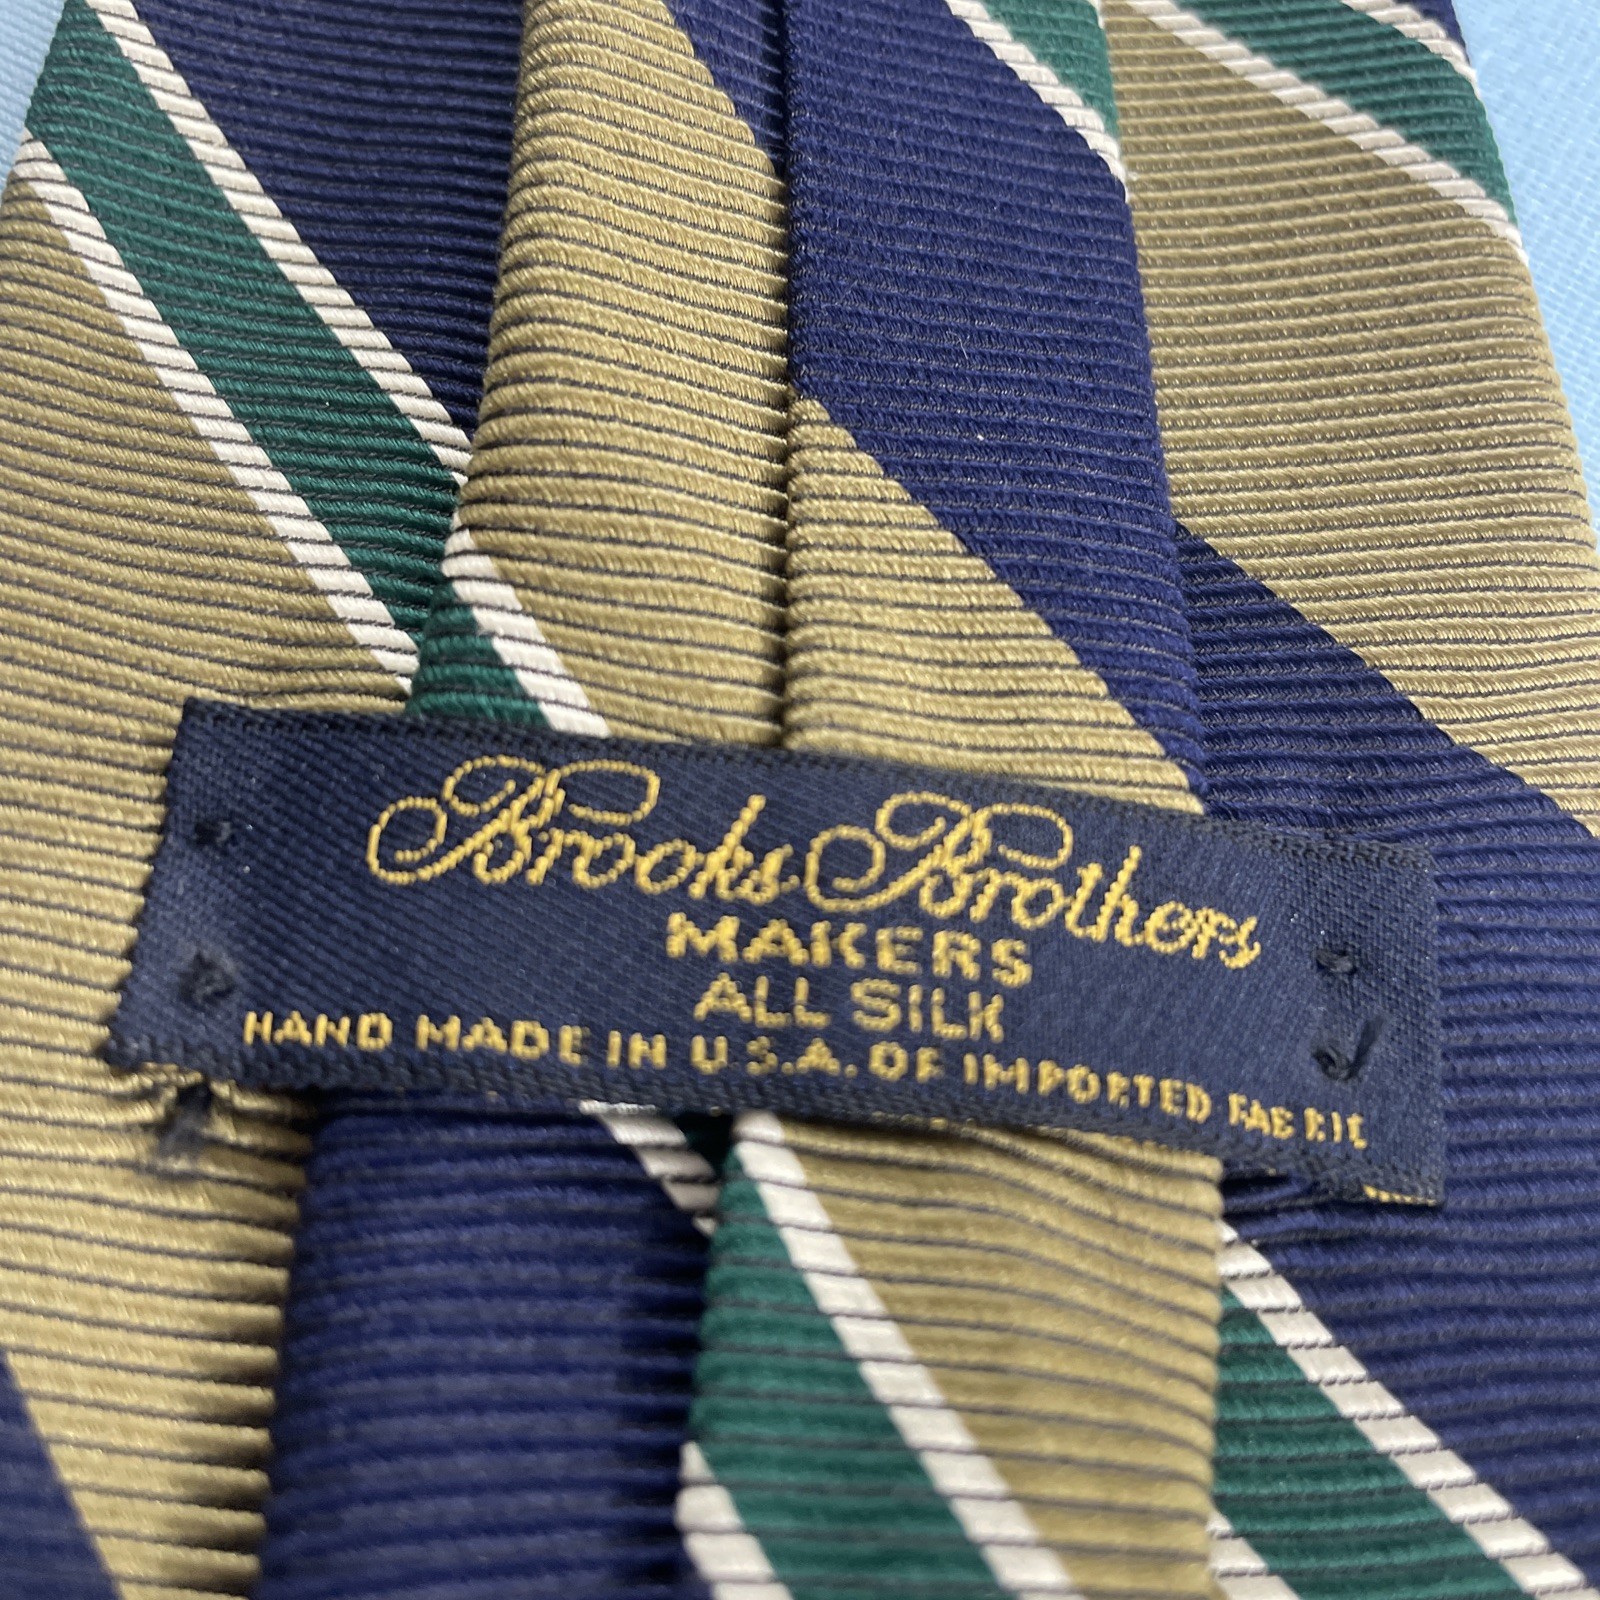 Brooks Brothers
MAKERS
ALL SILK
HAND MADE IN U.S.A. OF IMPORTED FABRIC